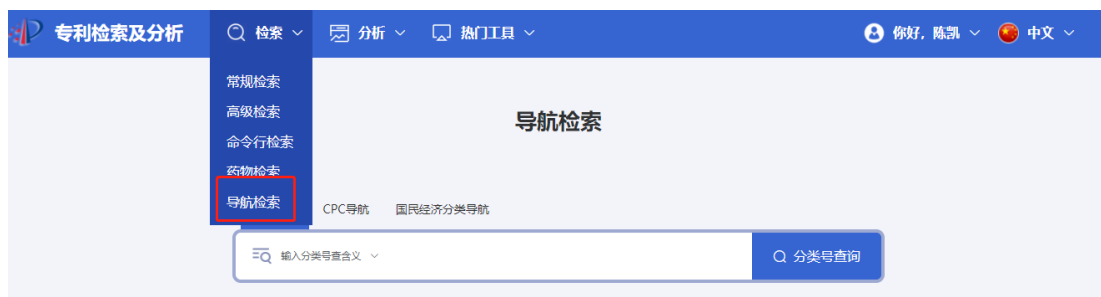 专利检索及分析 检索 分析 热门工具 你好，陈凯 中文
常规检索
高级检索
导航检索
命令行检索
药物检索
导航检索
CPC导航 国民经济分类导航
输入分类号查含义 分类号查询